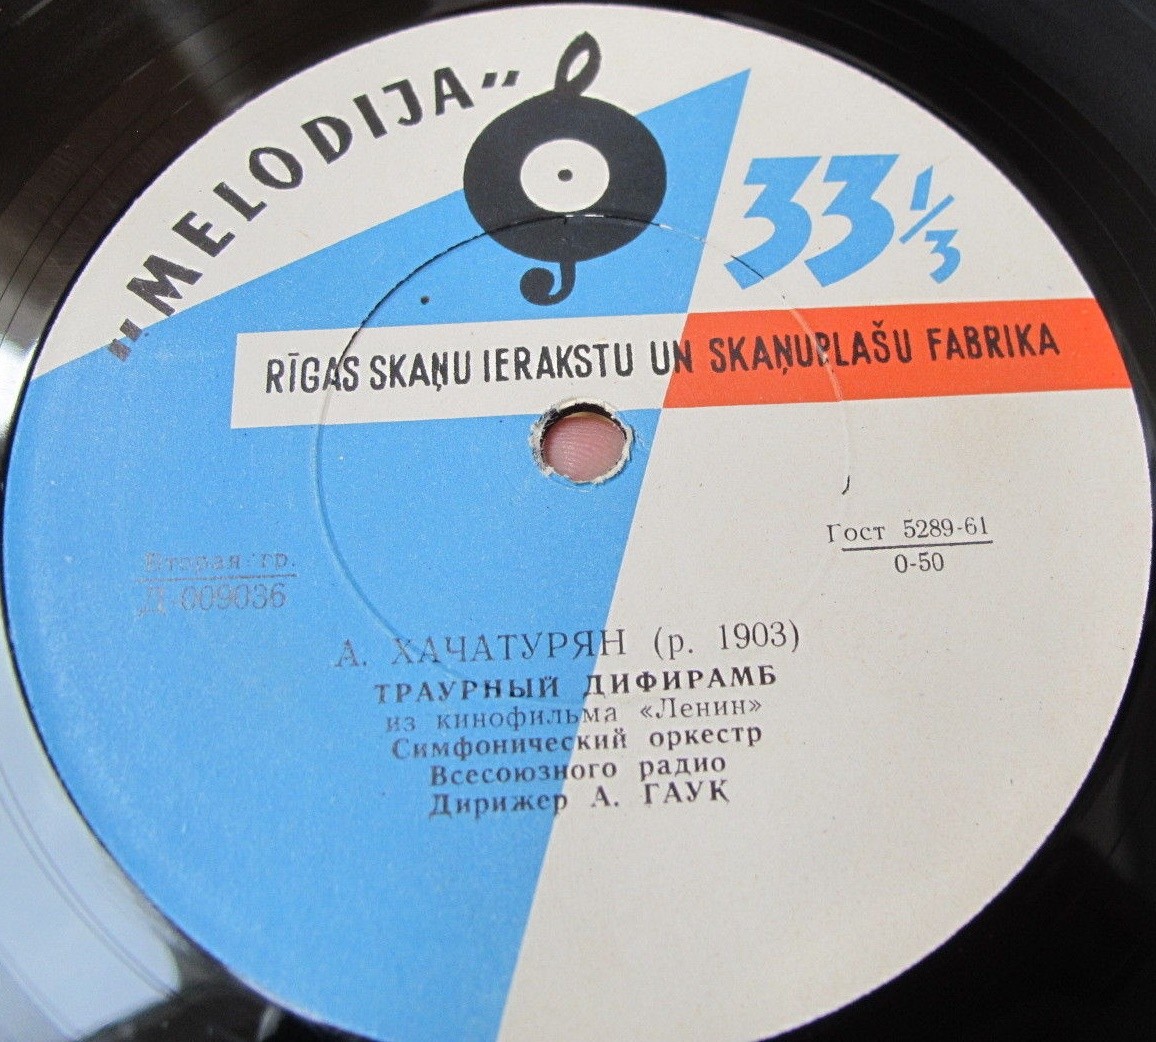 "MELODIJA"
33 1/3
RĪGAS SKAŅU IERAKSTU UN SKAŅUPLAŠU FABRIKA
Гост 5289-61
0-50
Вторая гр.
Д-009036
А. ХАЧАТУРЯН (р. 1903)
ТРАУРНЫЙ ДИФИРАМБ
из кинофильма «Ленин»
Симфонический оркестр
Всесоюзного радио
Дирижер А. ГАУК